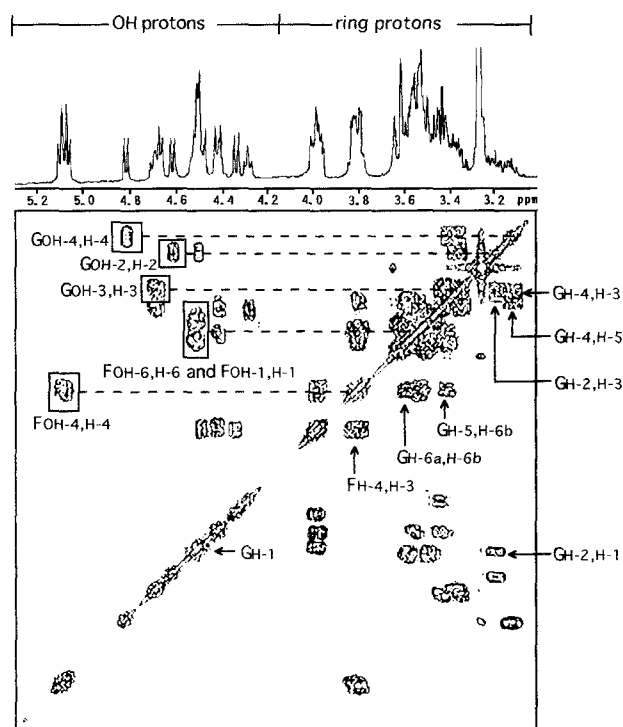 OH protons
ring protons
5.2 5.0 4.8 4.6 4.4 4.2 4.0 3.8 3.6 3.4 3.2 ppm
GOH-4,H-4
GOH-2,H-2
GOH-3,H-3
GH-4,H-3
GH-4,H-5
FOH-6,H-6 and FOH-1,H-1
GH-2,H-3
FOH-4,H-4
GH-5,H-6b
GH-6a,H-6b
FH-4,H-3
GH-1
GH-2,H-1